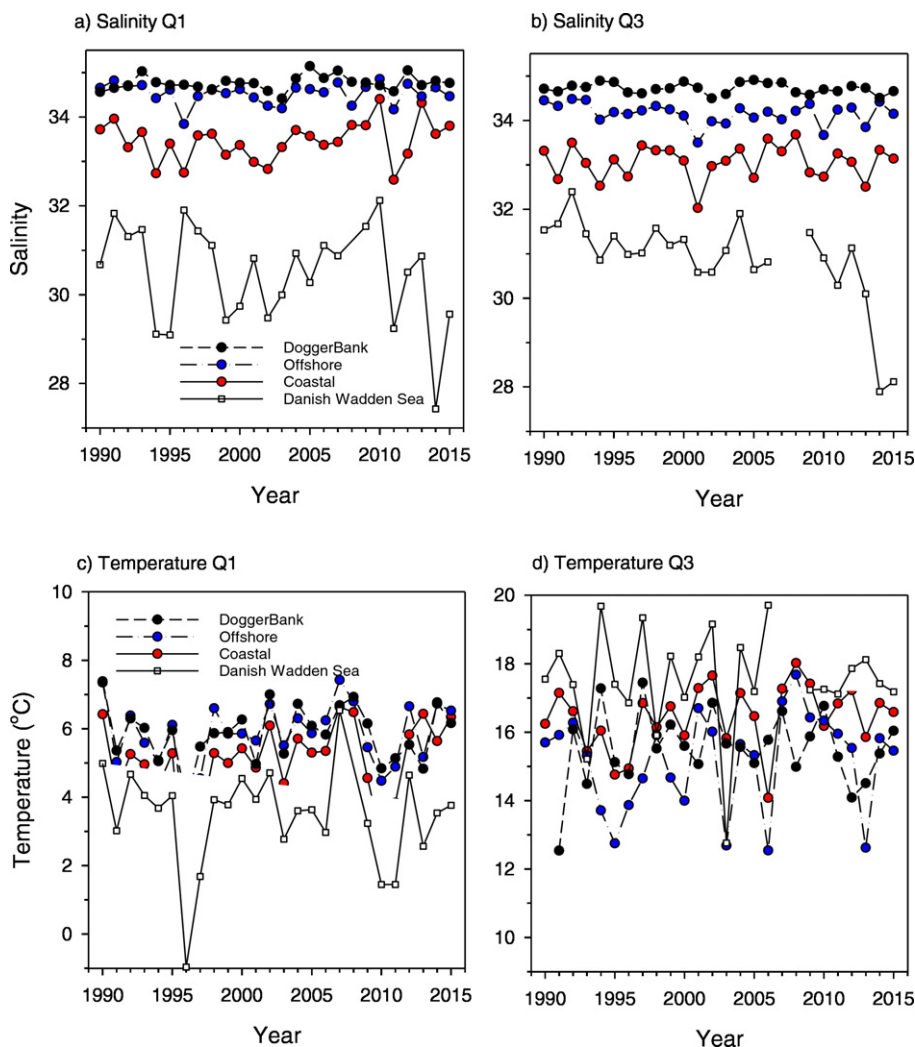 a) Salinity Q1
b) Salinity Q3
34
32
30
28
Salinity
DoggerBank
Offshore
Coastal
Danish Wadden Sea
1990 1995 2000 2005 2010 2015
Year
34
32
30
28
1990 1995 2000 2005 2010 2015
Year
c) Temperature Q1
d) Temperature Q3
10
8
6
4
2
0
Temperature (°C)
DoggerBank
Offshore
Coastal
Danish Wadden Sea
1990 1995 2000 2005 2010 2015
Year
20
18
16
14
12
10
1990 1995 2000 2005 2010 2015
Year